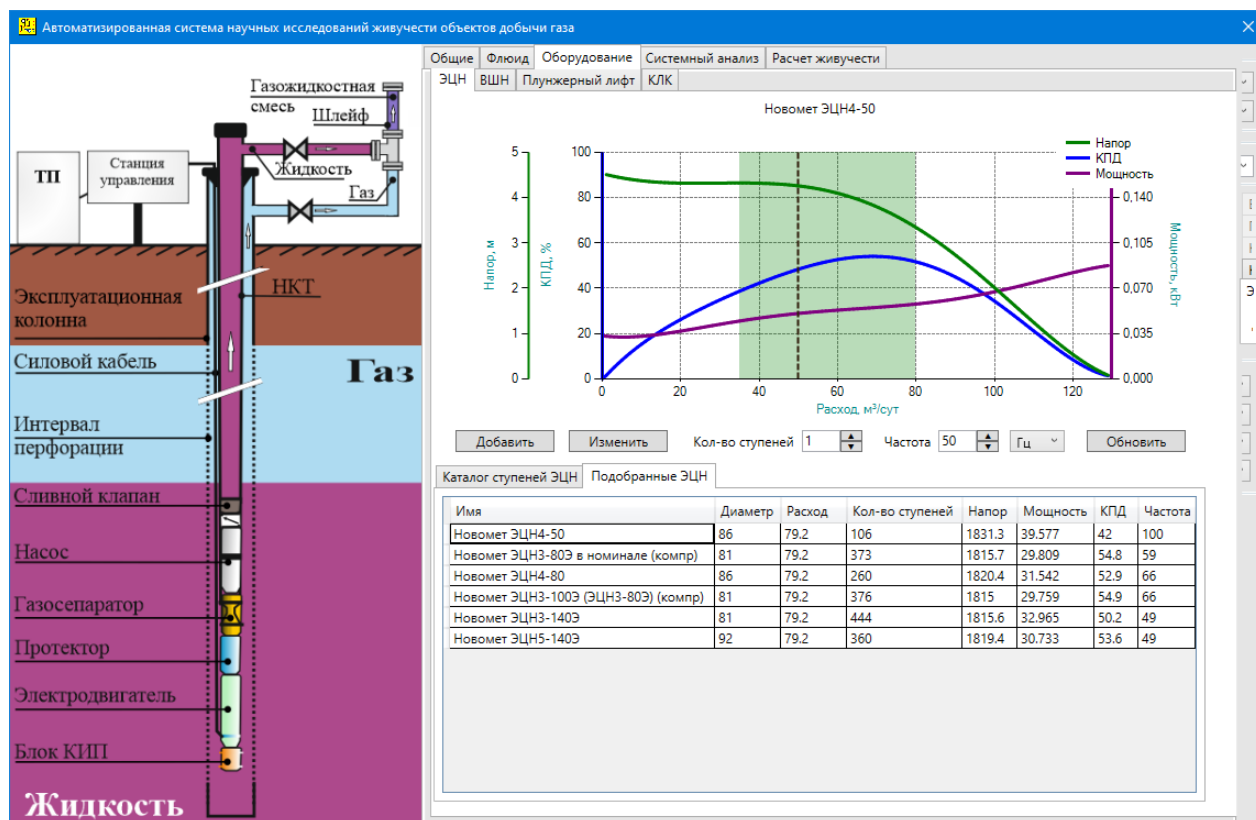 Автоматизированная система научных исследований живучести объектов добычи газа
Газожидкостная
смесь
Шлейф
Станция
управления
ТП
Жидкость
Газ
НКТ
Эксплуатационная
колонна
Силовой кабель
Газ
Интервал
перфорации
Сливной клапан
Насос
Газосепаратор
Протектор
Электродвигатель
Блок КИП
Жидкость
Общие Флюид Оборудование Системный анализ Расчет живучести
ЭЦН ВШН Плунжерный лифт КЛК
Новомет ЭЦН4-50
Напор
КПД
Мощность
Напор, м
5
4
3
2
1
0
КПД, %
100
80
60
40
20
0
0,140
0,105
0,070
0,035
0,000
Мощность, кВт
0 20 40 60 80 100 120
Расход, м³/сут
Добавить Изменить Кол-во ступеней 1 Частота 50 Гц Обновить
Каталог ступеней ЭЦН Подобранные ЭЦН
Имя Диаметр Расход Кол-во ступеней Напор Мощность КПД Частота
Новомет ЭЦН4-50 86 79.2 106 1831.3 39.577 42 100
Новомет ЭЦН3-80Э в номинале (компр) 81 79.2 373 1815.7 29.809 54.8 59
Новомет ЭЦН4-80 86 79.2 260 1820.4 31.542 52.9 66
Новомет ЭЦН3-100Э (ЭЦН3-80Э) (компр) 81 79.2 376 1815 29.759 54.9 66
Новомет ЭЦН3-140Э 81 79.2 444 1815.6 32.965 50.2 49
Новомет ЭЦН5-140Э 92 79.2 360 1819.4 30.733 53.6 49